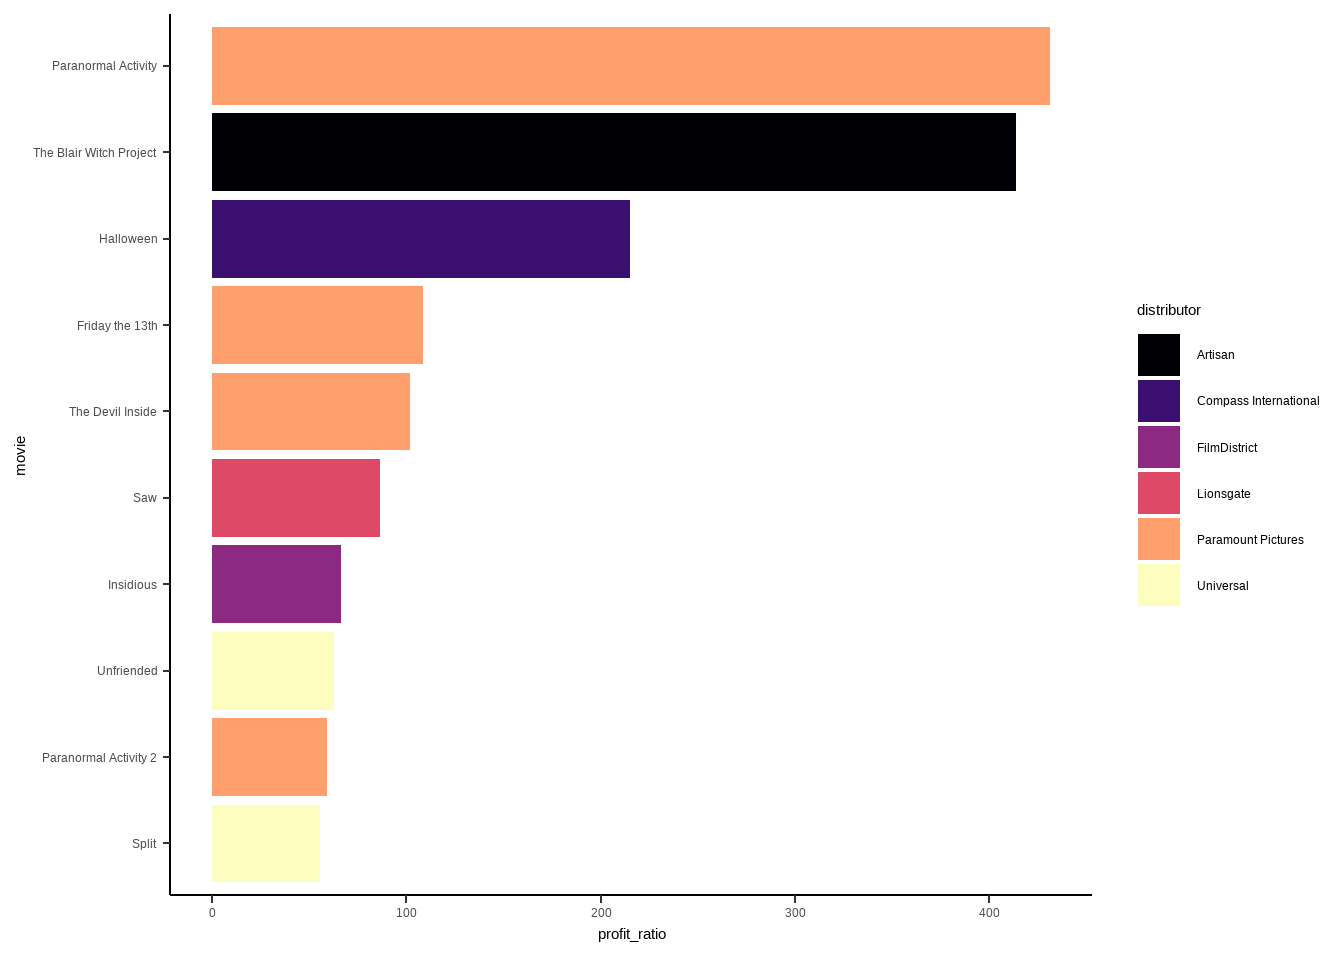 Paranormal Activity
The Blair Witch Project
Halloween
Friday the 13th
The Devil Inside
Saw
Insidious
Unfriended
Paranormal Activity 2
Split
movie
0 100 200 300 400
profit_ratio
distributor
Artisan
Compass International
FilmDistrict
Lionsgate
Paramount Pictures
Universal